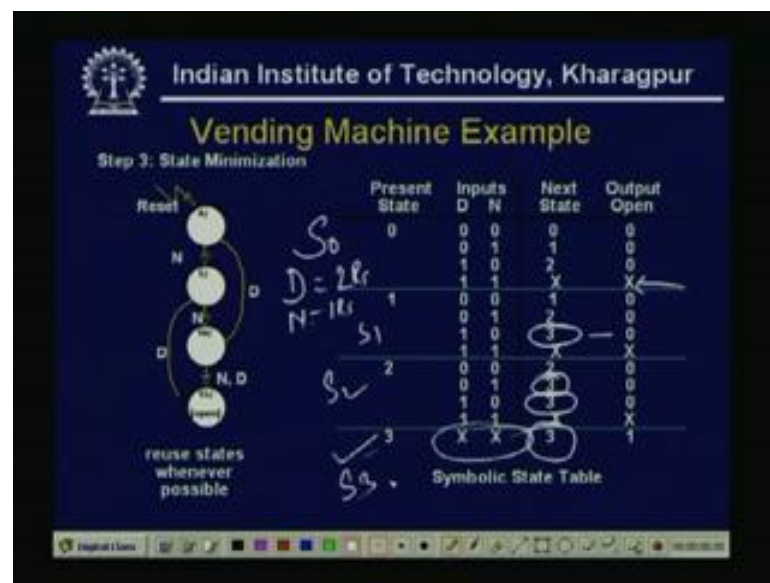 Indian Institute of Technology, Kharagpur
Vending Machine Example
Step 3: State Minimization
Present State Inputs D N Next State Output Open
Reset
N
D
N
D
N, D
[open]
reuse states
whenever
possible
S0
D = 2Rs
N = 1Rs
S1
S2
S3
0 0 0 0 0
0 1 1 0
1 0 2 0
1 1 X X
1 0 0 1 0
0 1 2 0
1 0 3 0
1 1 X X
2 0 0 2 0
0 1 3 0
1 0 3 0
1 1 X X
3 X X 3 1
Symbolic State Table